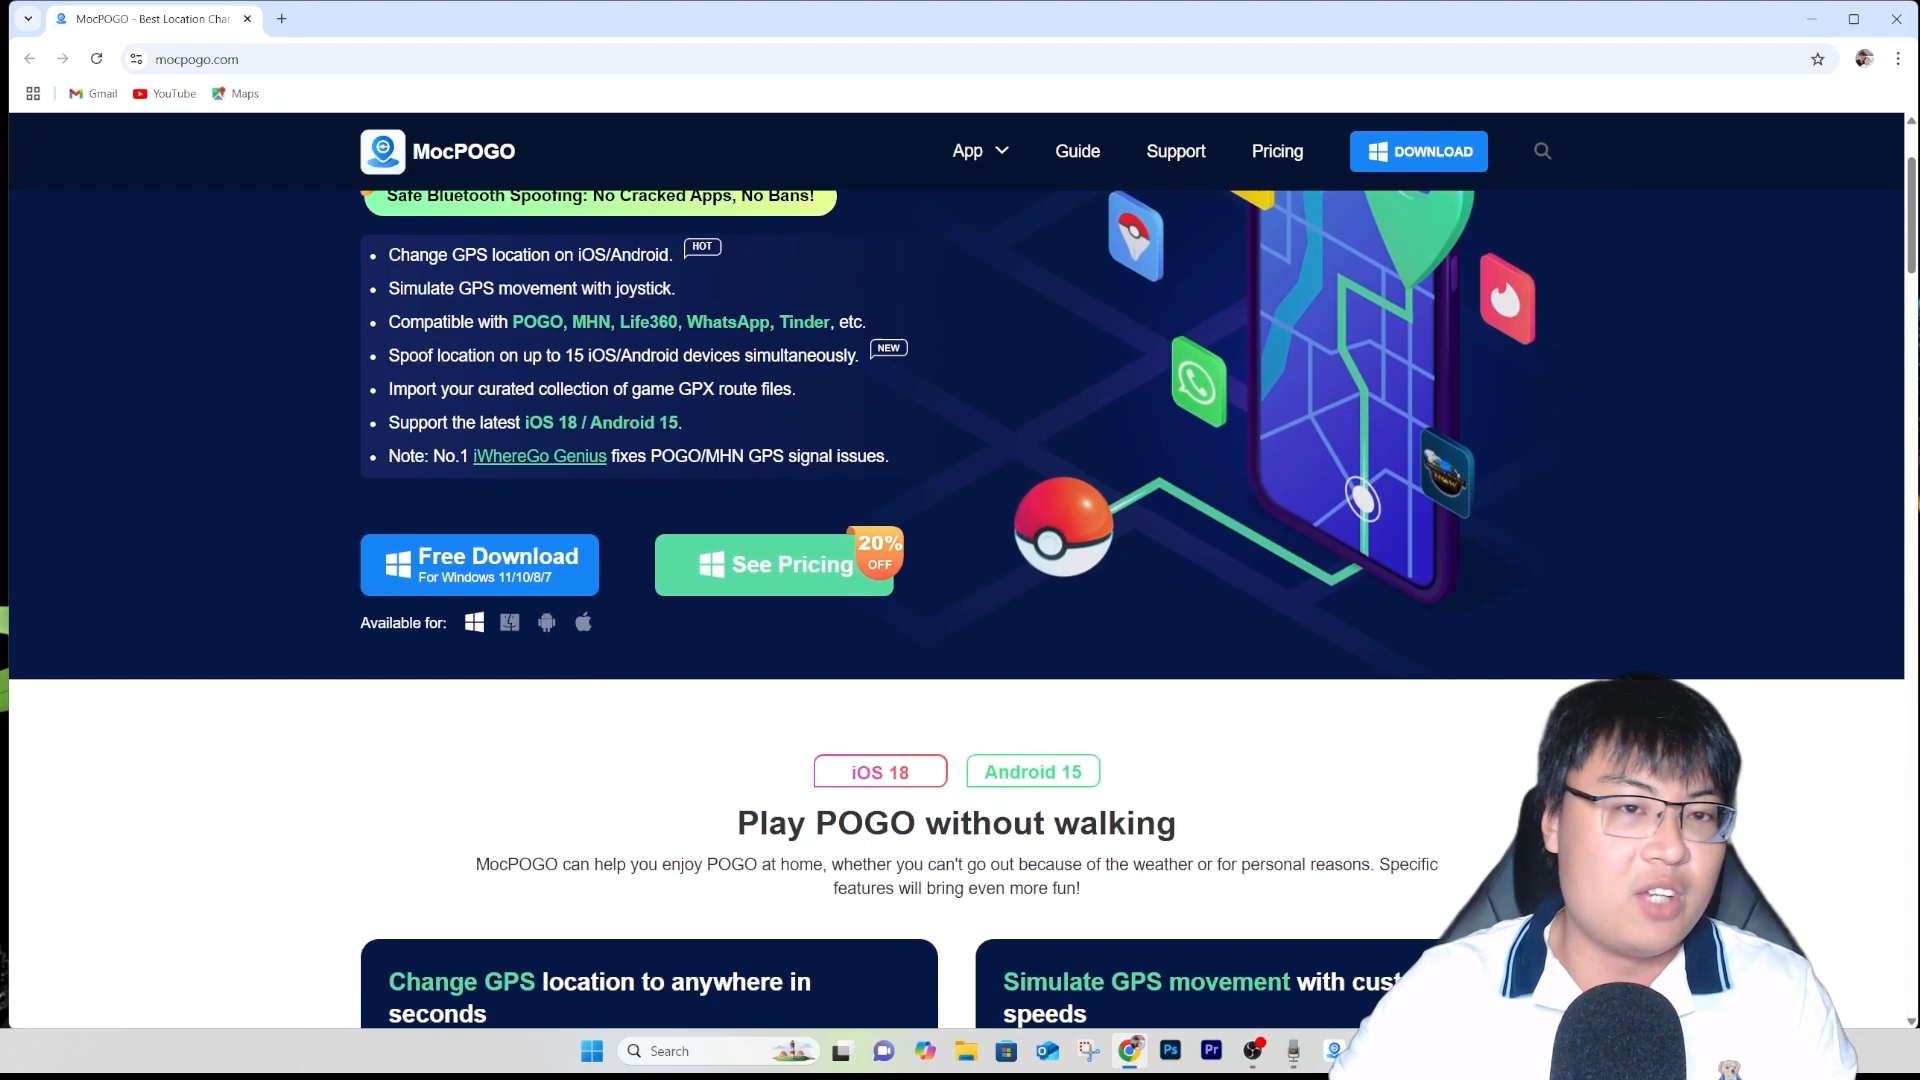 MocPOGO - Best Location Char
mocpogo.com
Gmail
YouTube
Maps
MocPOGO
App
Guide
Support
Pricing
DOWNLOAD
Safe Bluetooth Spoofing: No Cracked Apps, No Bans!
Change GPS location on iOS/Android. HOT
Simulate GPS movement with joystick.
Compatible with POGO, MHN, Life360, WhatsApp, Tinder, etc.
Spoof location on up to 15 iOS/Android devices simultaneously. NEW
Import your curated collection of game GPX route files.
Support the latest iOS 18 / Android 15.
Note: No.1 iWhereGo Genius fixes POGO/MHN GPS signal issues.
Free Download
For Windows 11/10/8/7
See Pricing
20%
OFF
Available for:
iOS 18
Android 15
Play POGO without walking
MocPOGO can help you enjoy POGO at home, whether you can't go out because of the weather or for personal reasons. Specific
features will bring even more fun!
Change GPS location to anywhere in
seconds
Simulate GPS movement with cust
speeds
Search
Ps
Pr